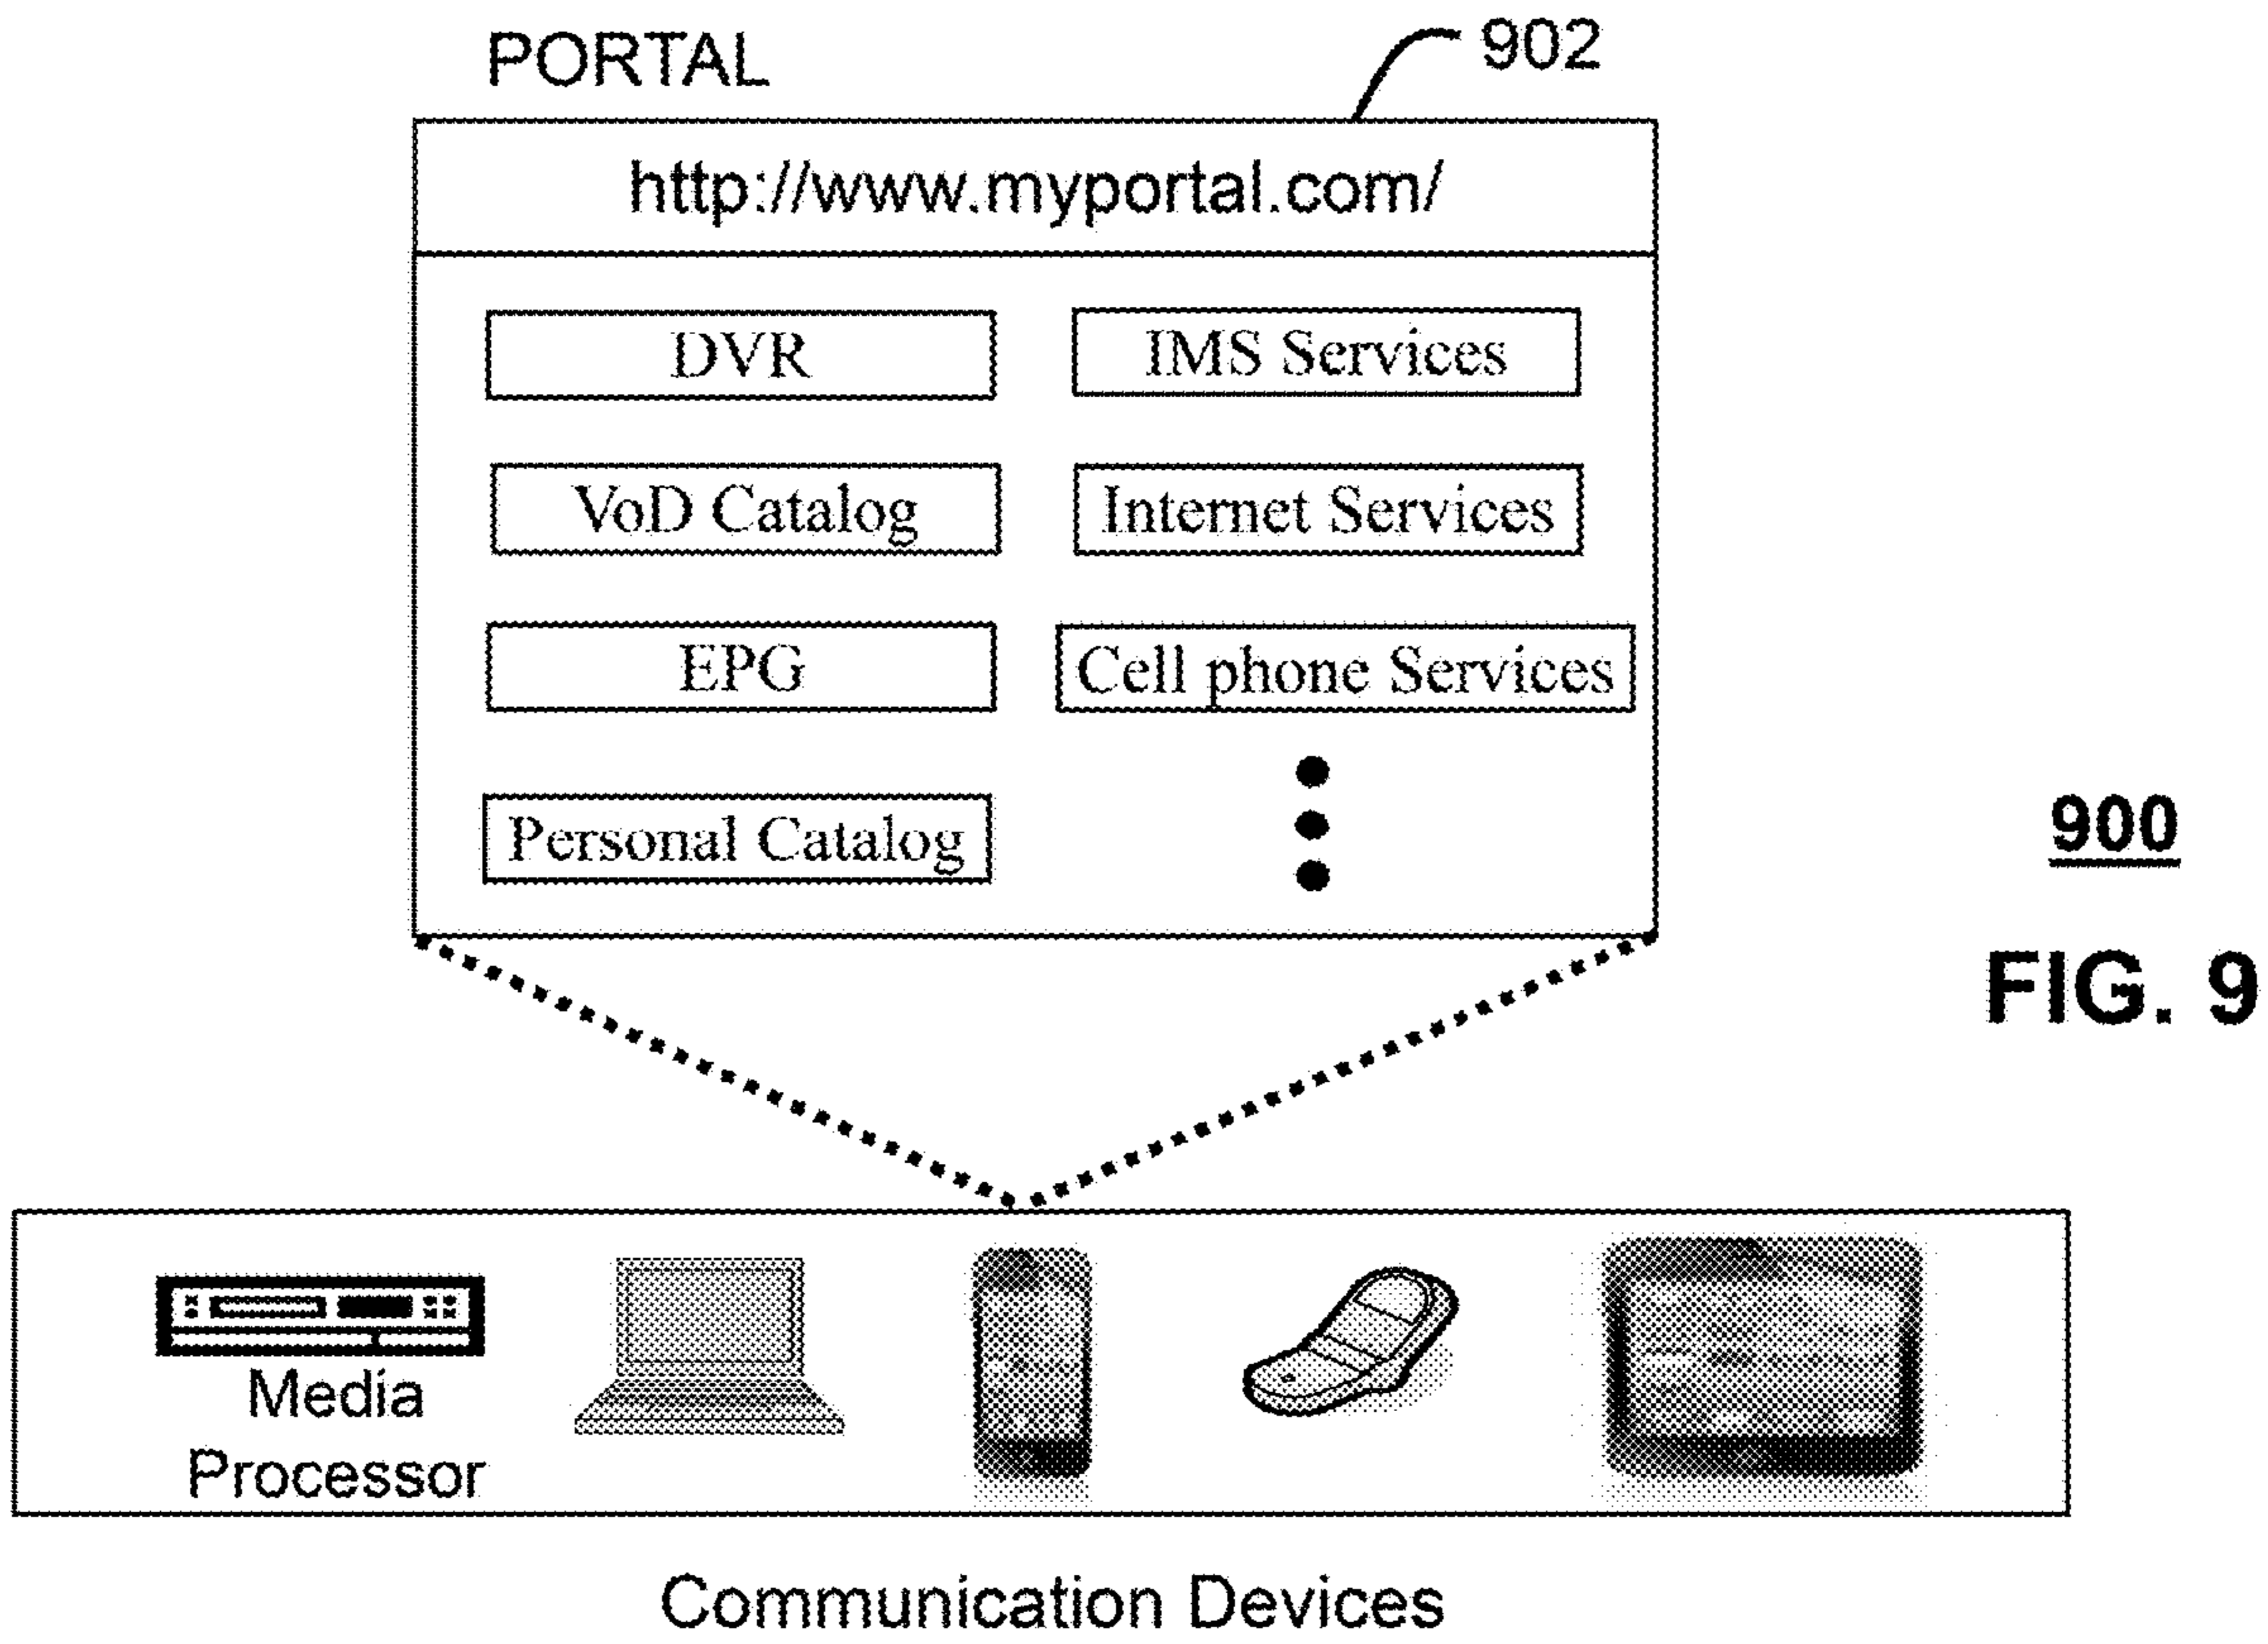 PORTAL
902
http://www.myportal.com/
DVR
IMS Services
VoD Catalog
Internet Services
EPG
Cell phone Services
Personal Catalog
900
FIG. 9
Media
Processor
Communication Devices